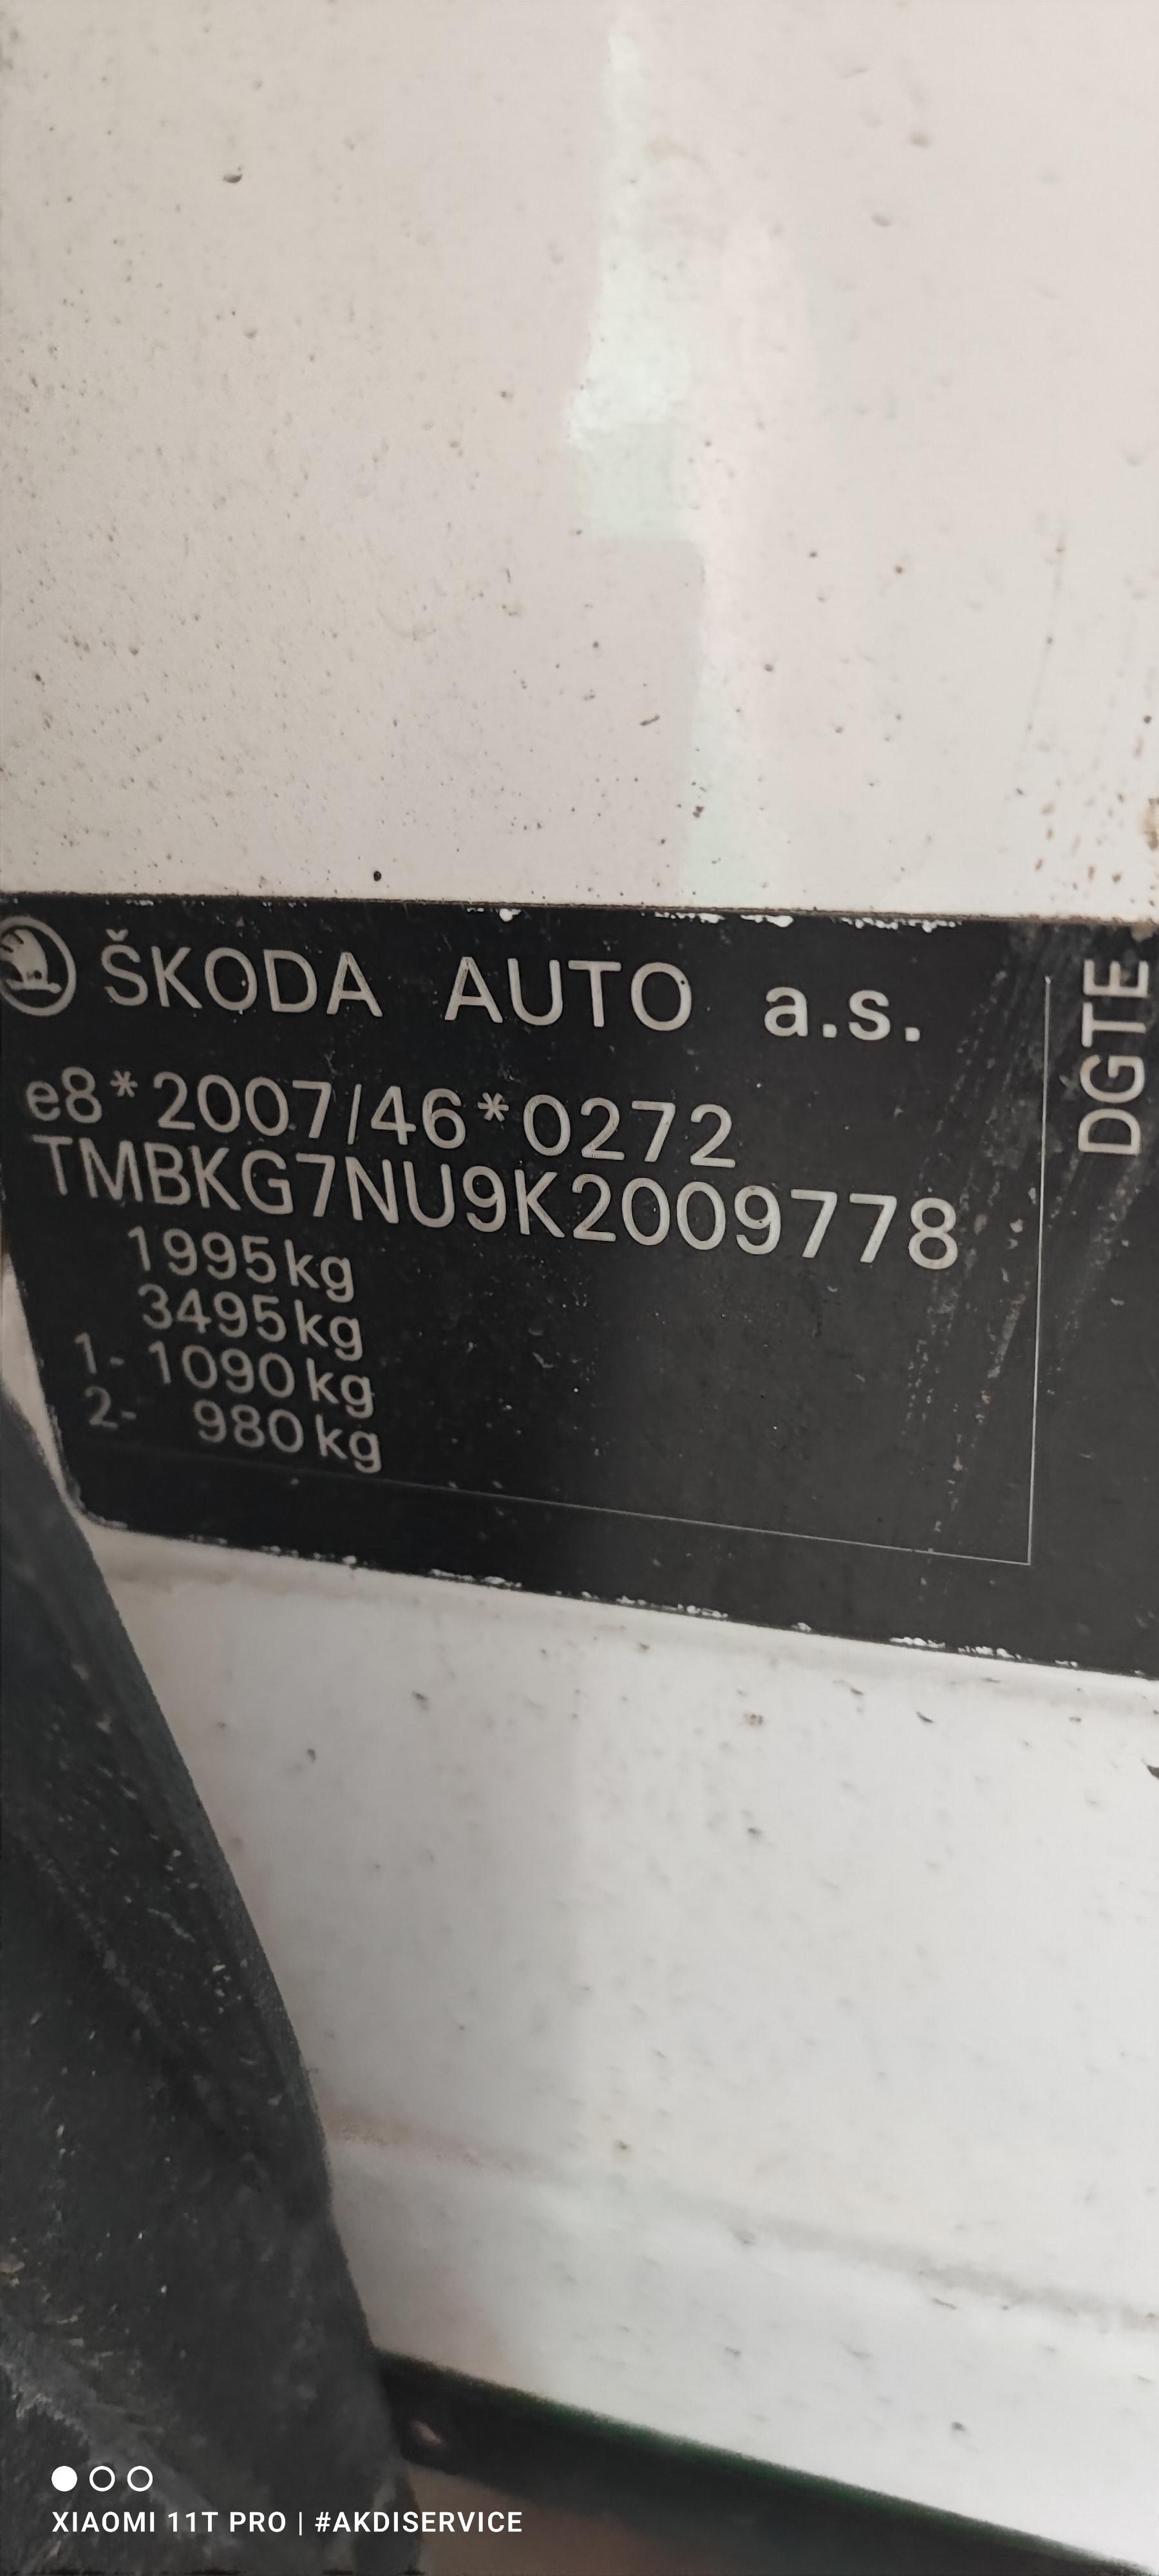 ŠKODA AUTO a.s.
e8*2007/46*0272
TMBKG7NU9K2009778
1995kg
3495kg
1- 1090kg
2- 980kg
DGTE
XIAOMI 11T PRO | #AKDISERVICE